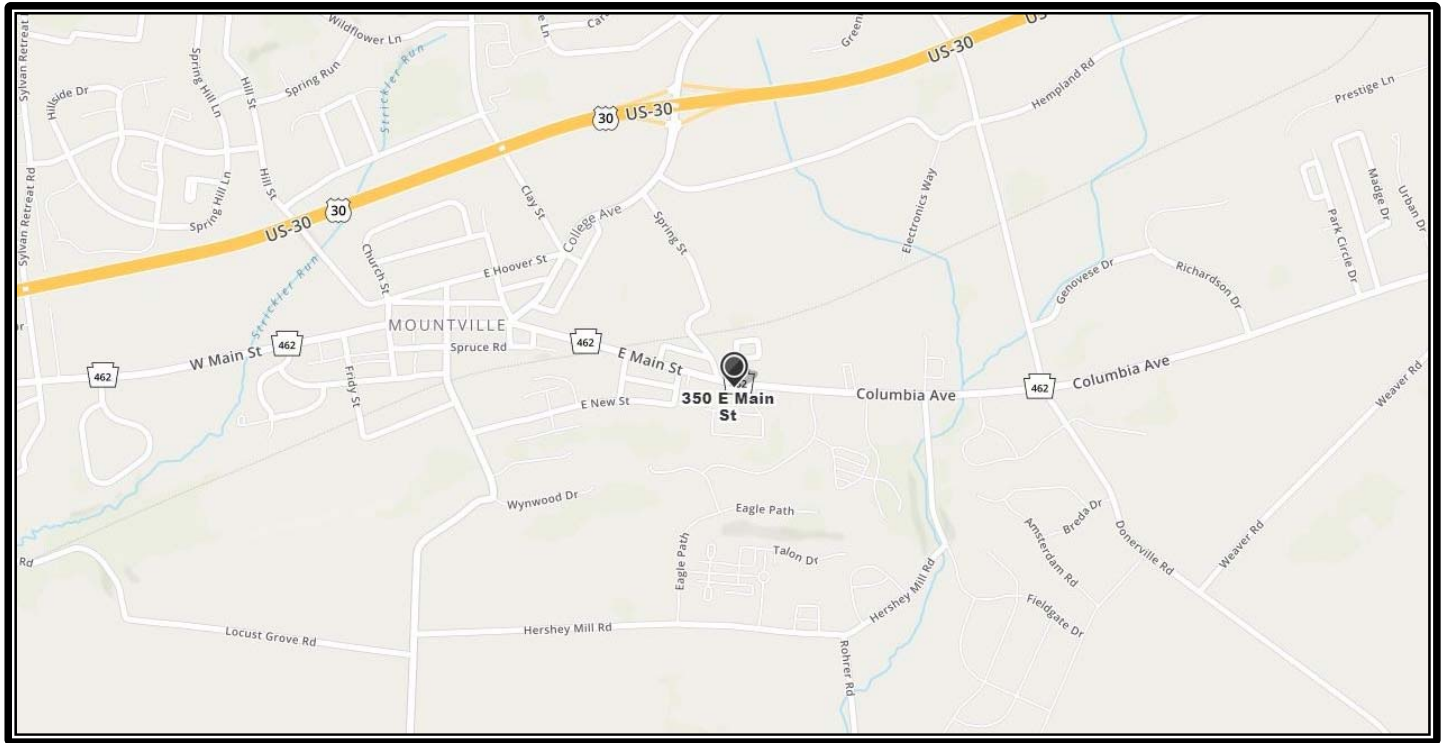 Wildflower Ln
US-30
Sylvan Retreat Rd
Spring Hill Ln
Hill St
Spring Run
Strickler Run
Hillside Dr
30
US-30
Hempland Rd
Prestige Ln
Hill St
Spring Hill Ln
Clay St
College Ave
Spring St
Electronics Way
Madge Dr
Urban Dr
Park Circle Dr
Sylvan Retreat Rd
US-30
30
Church St
E Hoover St
Genovese Dr
Richardson Dr
Strickler Run
MOUNTVILLE
W Main St
462
Spruce Rd
462
E Main St
462
Fridy St
E New St
350 E Main
St
Columbia Ave
462
Columbia Ave
Weaver Rd
Wynwood Dr
Eagle Path
Breda Dr
Amsterdam Rd
Donerville Rd
Weaver Rd
Rd
Eagle Path
Talon Dr
Hershey Mill Rd
Fieldgate Dr
Locust Grove Rd
Hershey Mill Rd
Rohrer Rd